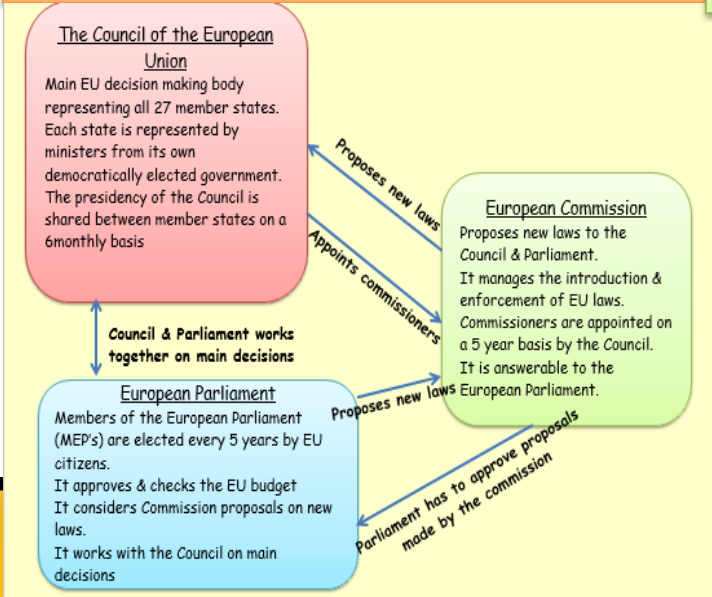 The Council of the European
Union
Main EU decision making body
representing all 27 member states.
Each state is represented by
ministers from its own
democratically elected government.
The presidency of the Council is
shared between member states on a
6monthly basis
Proposes new laws
Appoints commissioners
European Commission
Proposes new laws to the
Council & Parliament.
It manages the introduction &
enforcement of EU laws.
Commissioners are appointed on
a 5 year basis by the Council.
It is answerable to the
European Parliament.
Council & Parliament works
together on main decisions
European Parliament
Members of the European Parliament
(MEP's) are elected every 5 years by EU
citizens.
It approves & checks the EU budget
It considers Commission proposals on new
laws.
It works with the Council on main
decisions
Proposes new laws
Parliament has to approve proposals
made by the commission